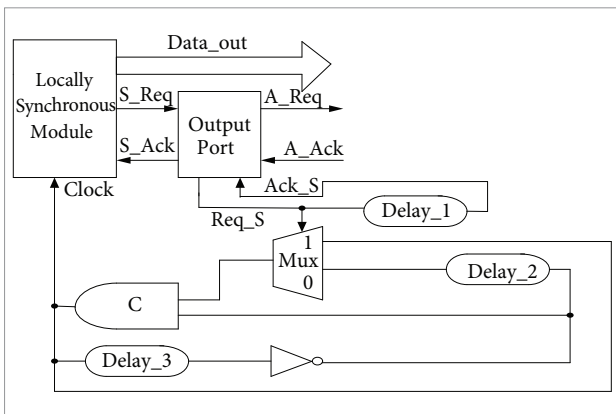 Data_out
Locally
Synchronous
Module
S_Req
A_Req
Output
Port
S_Ack
A_Ack
Clock
Ack_S
Req_S
Delay_1
1
Mux
0
Delay_2
C
Delay_3